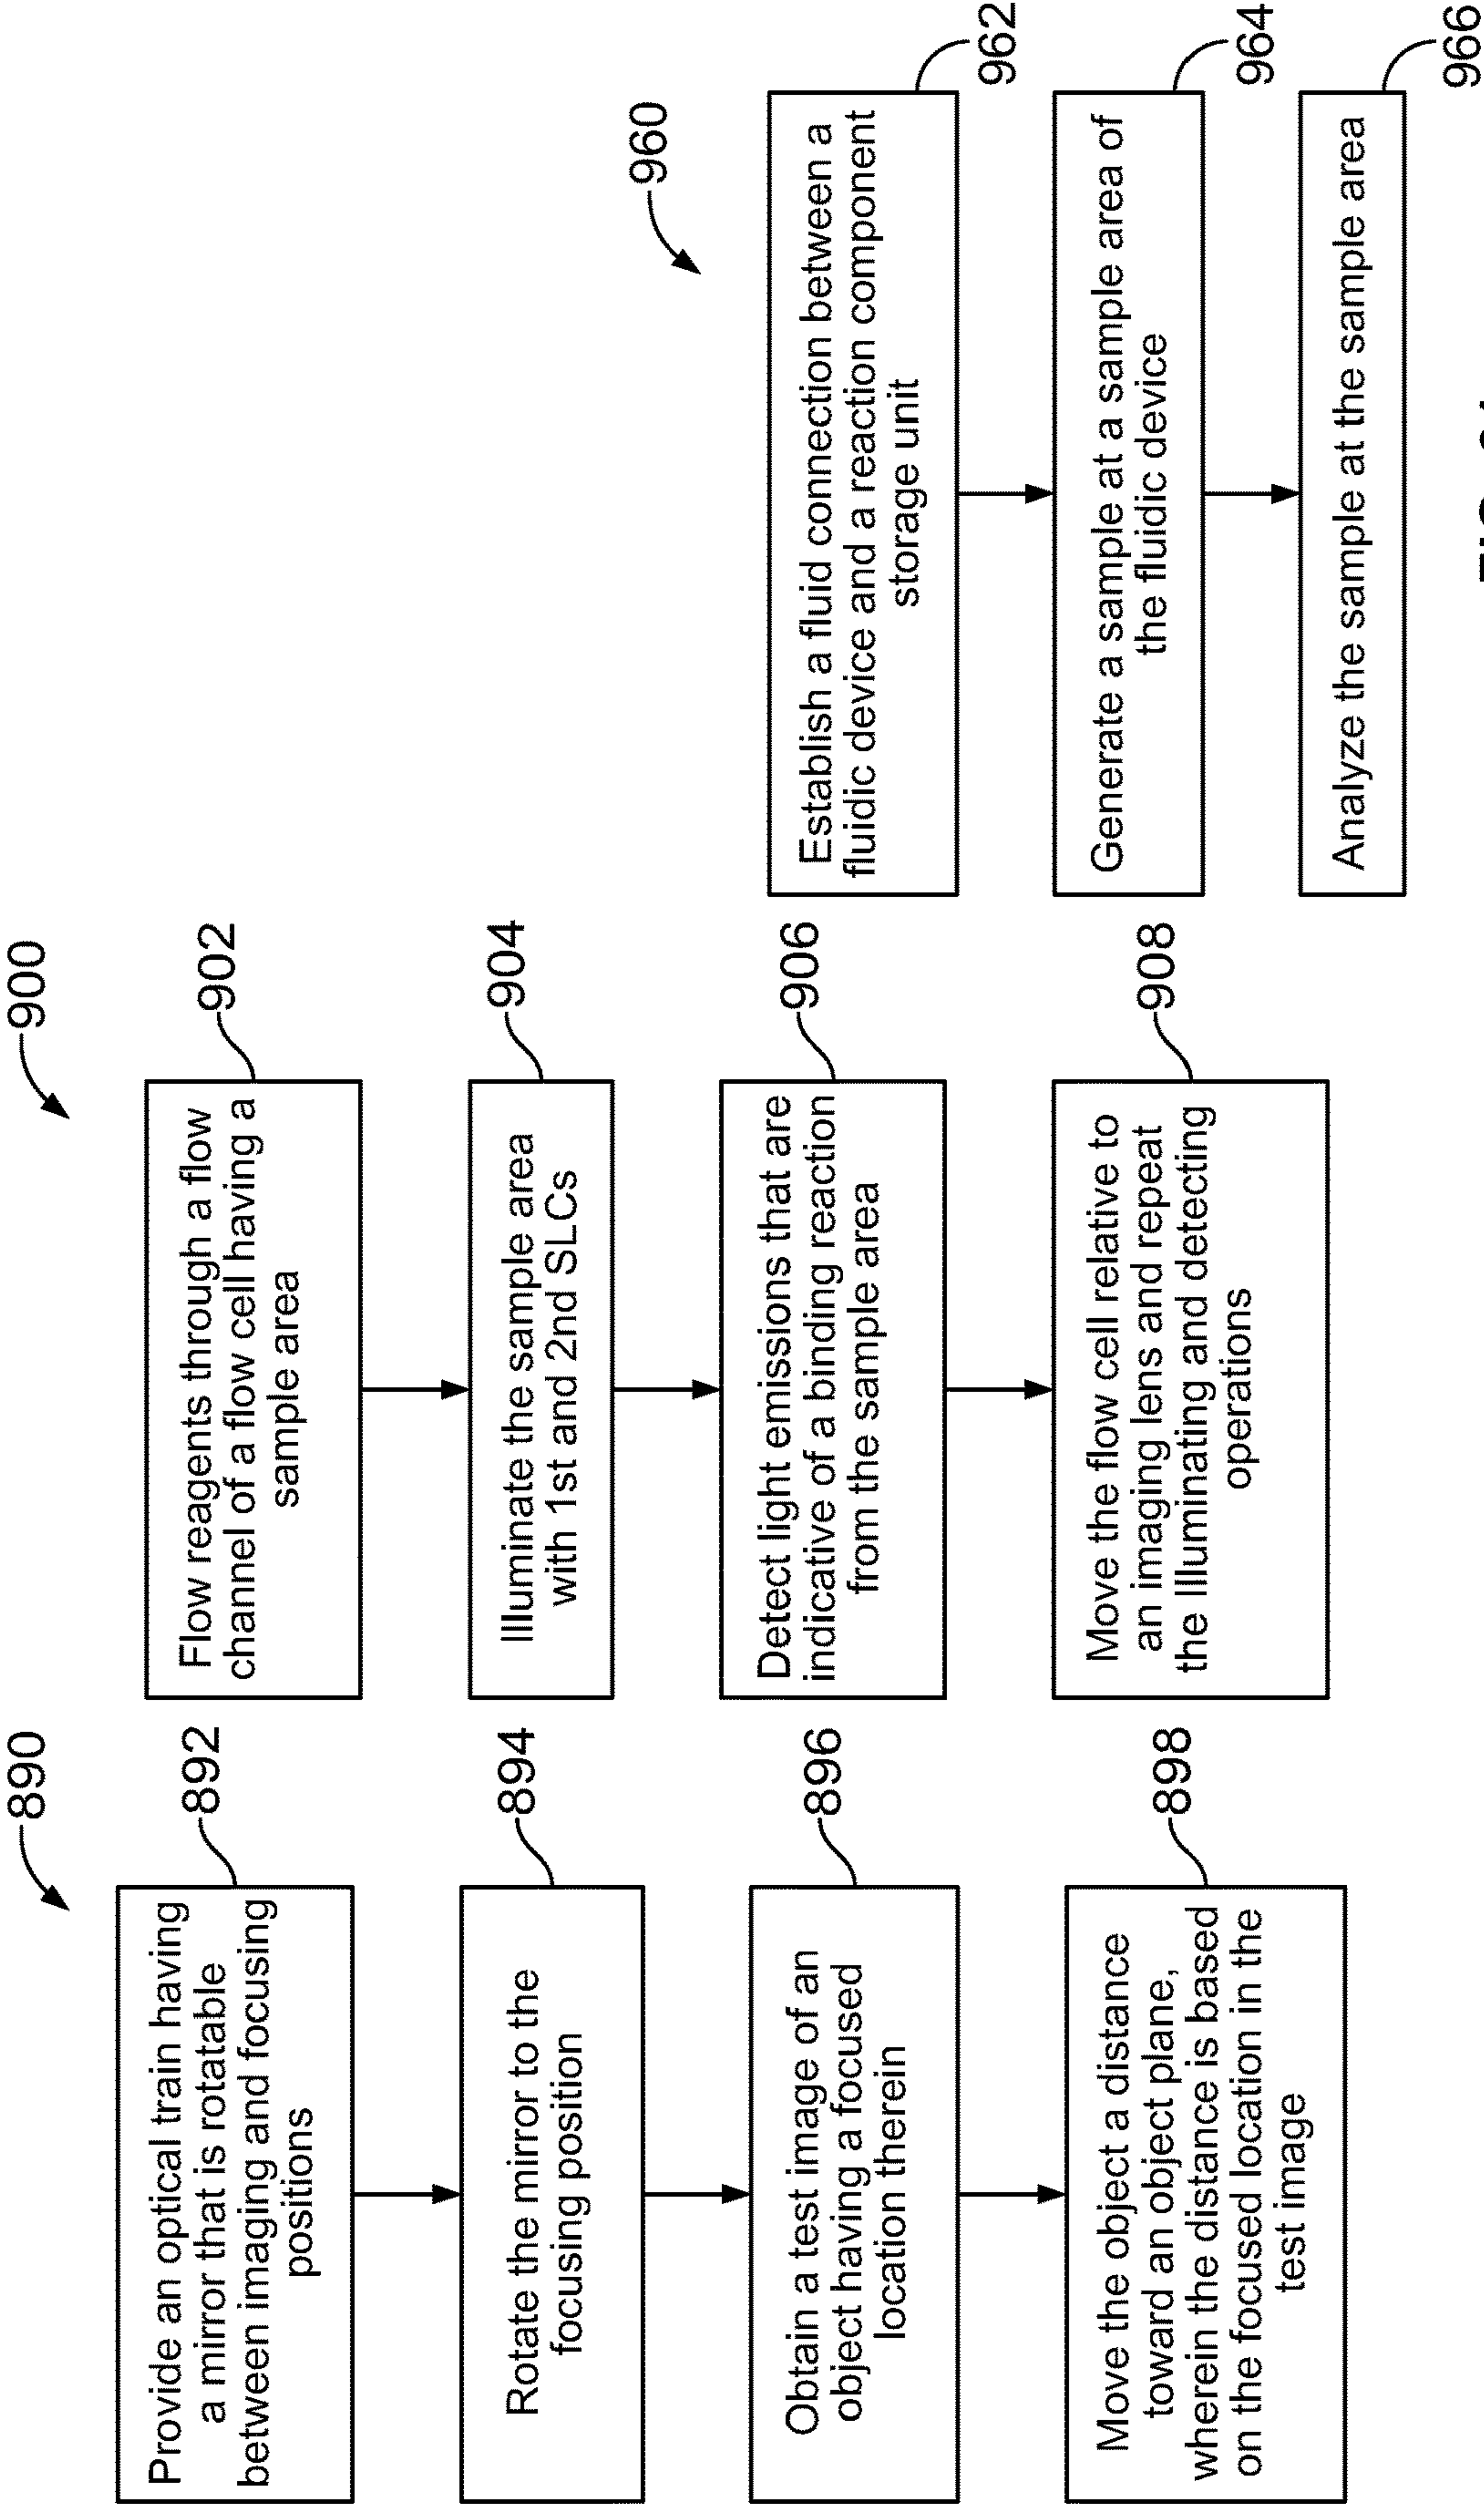 890
892
Provide an optical train having
a mirror that is rotatable
between imaging and focusing
positions
894
Rotate the mirror to the
focusing position
896
Obtain a test image of an
object having a focused
location therein
898
Move the object a distance
toward an object plane,
wherein the distance is based
on the focused location in the
test image
900
902
Flow reagents through a flow
channel of a flow cell having a
sample area
904
Illuminate the sample area
with 1st and 2nd SLCs
906
Detect light emissions that are
indicative of a binding reaction
from the sample area
908
Move the flow cell relative to
an imaging lens and repeat
the Illuminating and detecting
operations
960
Establish a fluid connection between a
fluidic device and a reaction component
storage unit
962
Generate a sample at a sample area of
the fluidic device
964
Analyze the sample at the sample area
966